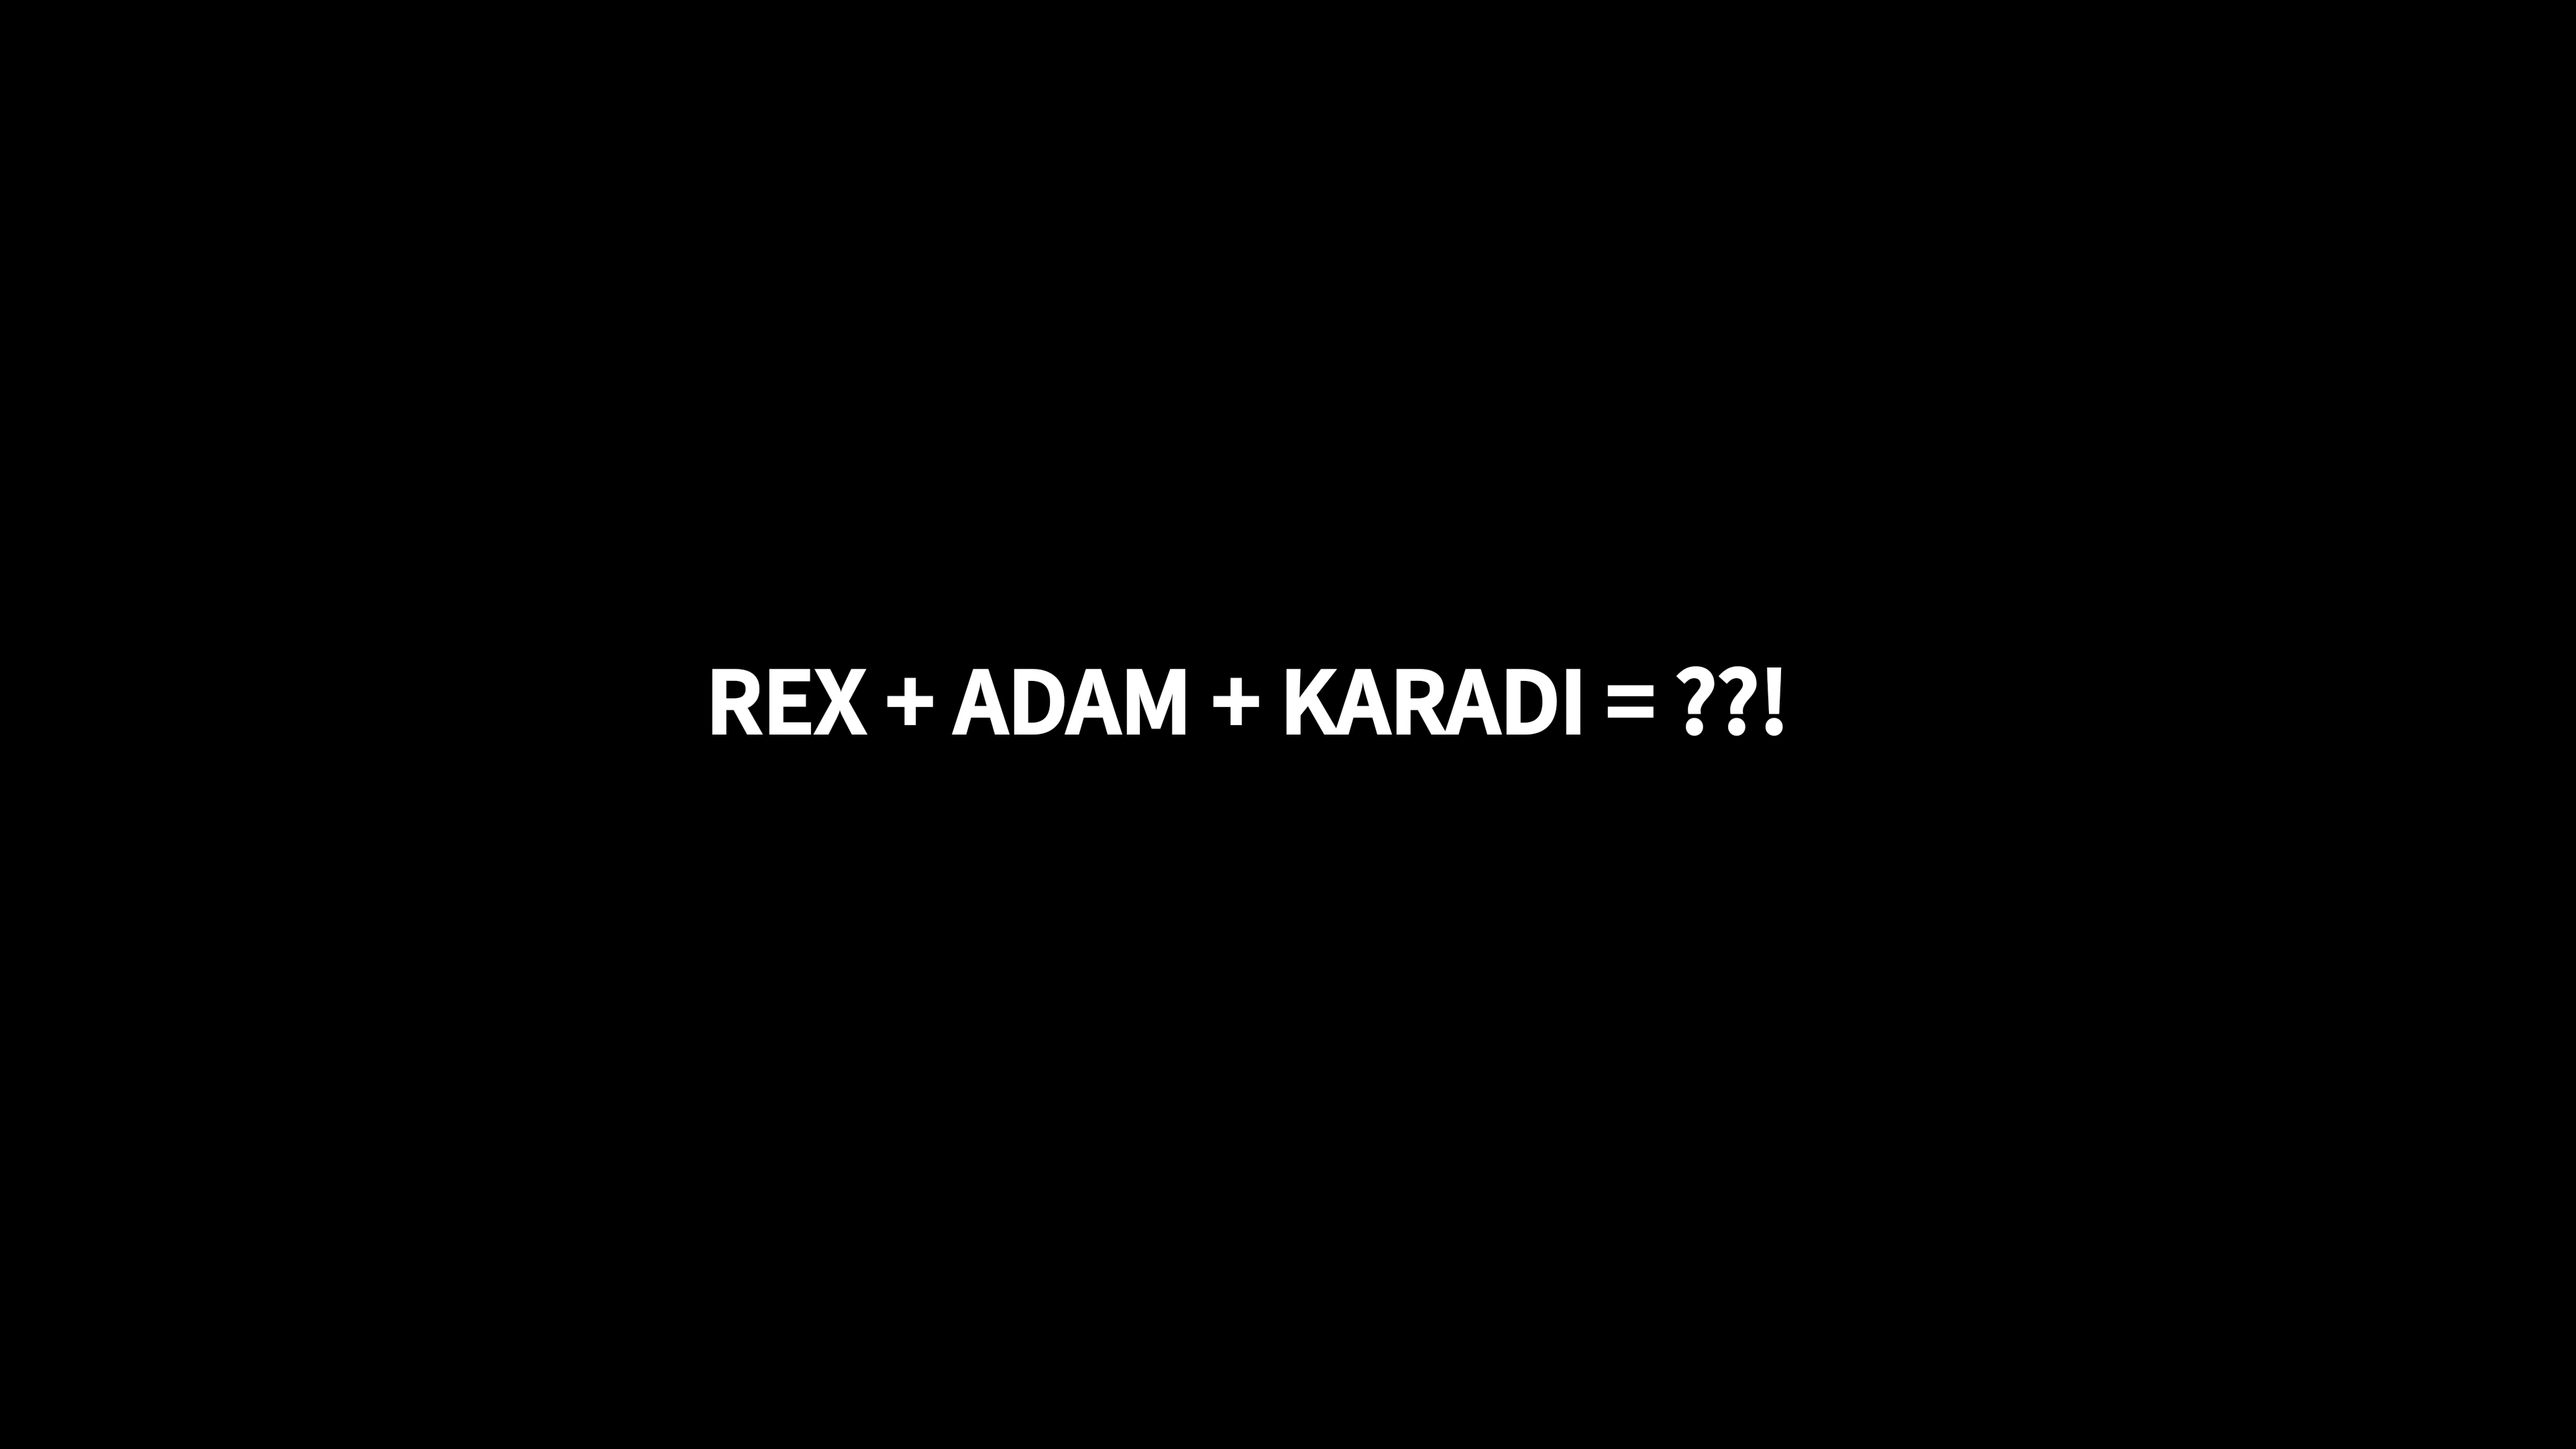 REX + ADAM + KARADI = ??!